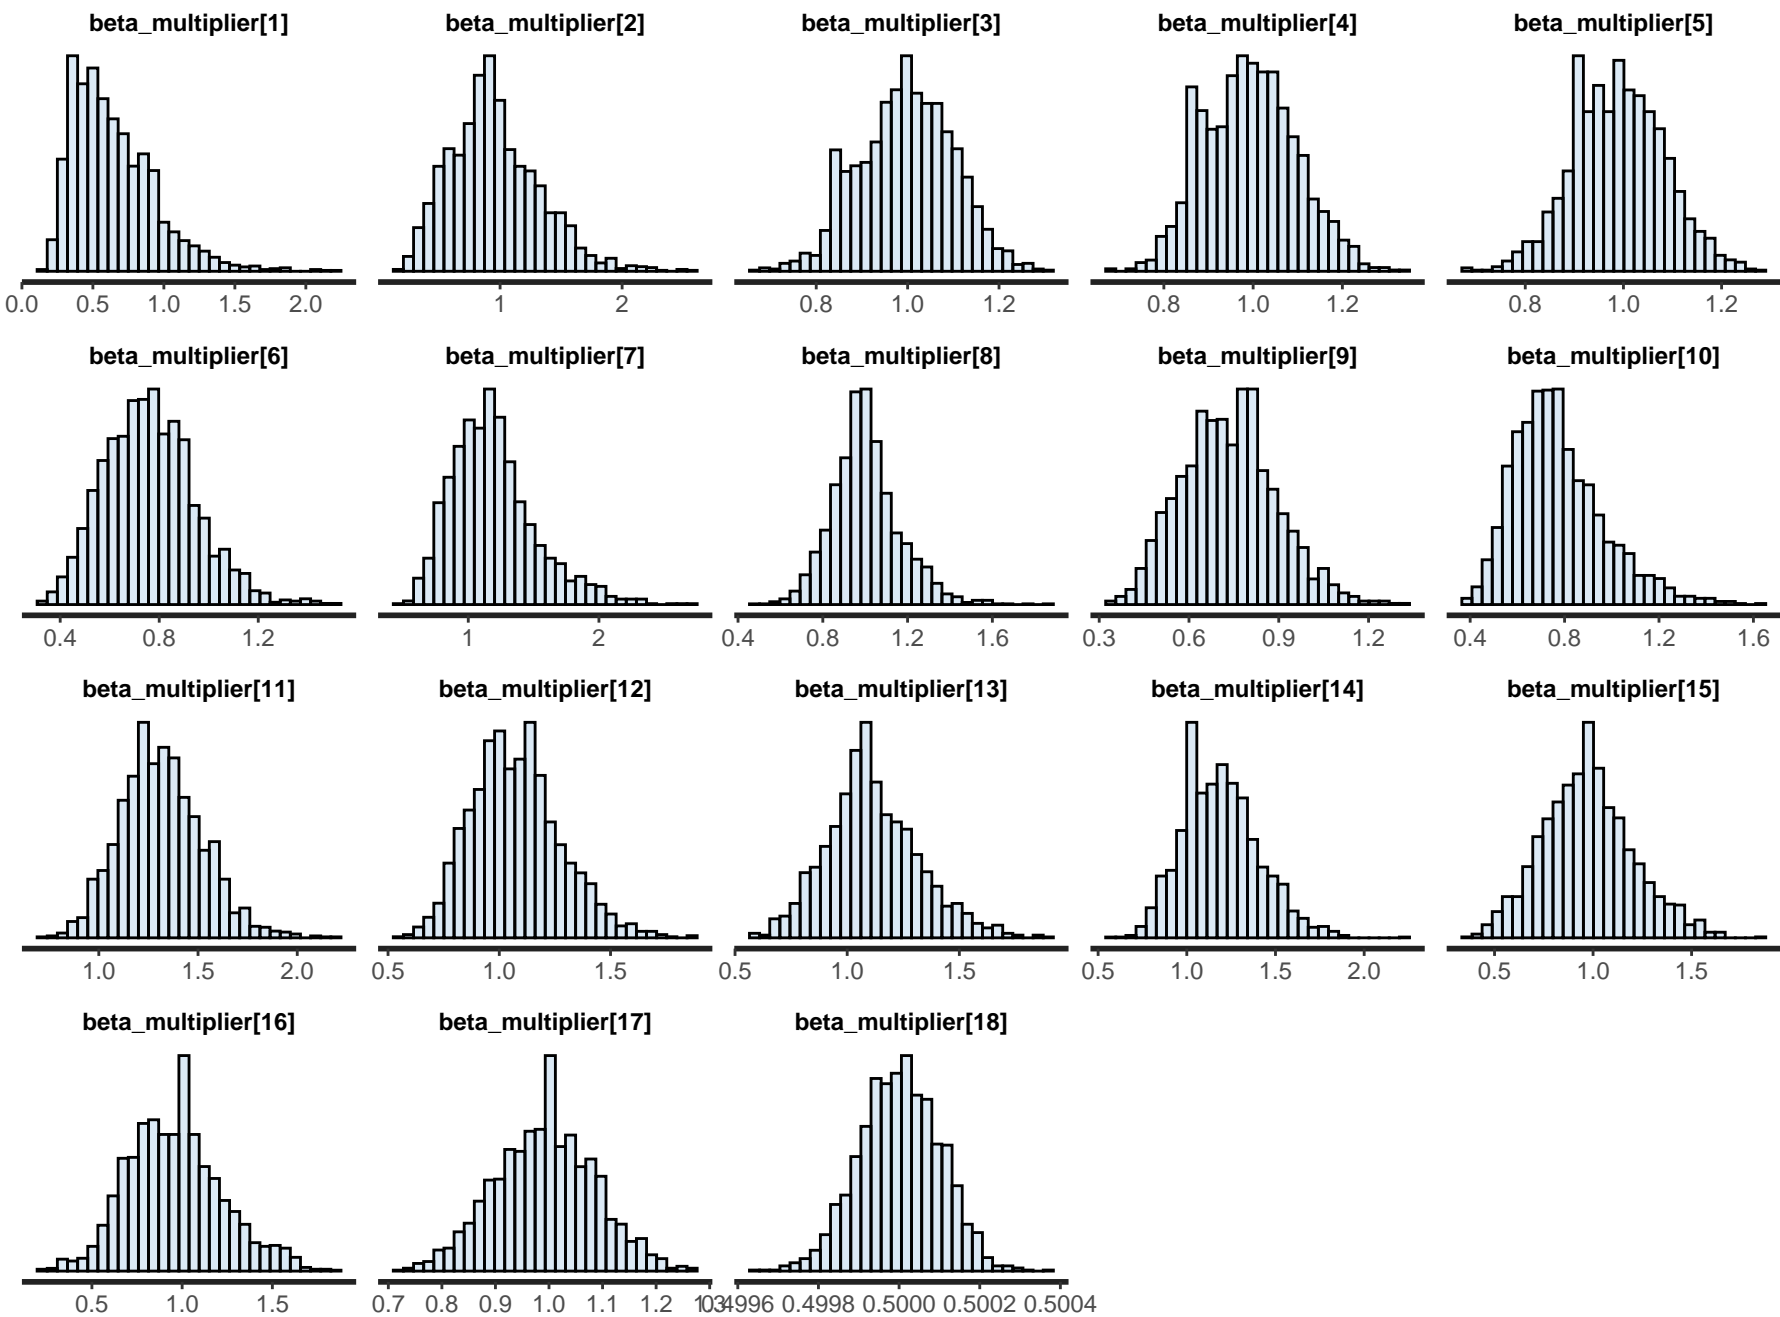 beta_multiplier[1] beta_multiplier[2] beta_multiplier[3] beta_multiplier[4] beta_multiplier[5]
0.0 0.5 1.0 1.5 2.0 1 2 0.8 1.0 1.2 0.8 1.0 1.2 0.8 1.0 1.2
beta_multiplier[6] beta_multiplier[7] beta_multiplier[8] beta_multiplier[9] beta_multiplier[10]
0.4 0.8 1.2 1 2 0.4 0.8 1.2 1.6 0.3 0.6 0.9 1.2 0.4 0.8 1.2 1.6
beta_multiplier[11] beta_multiplier[12] beta_multiplier[13] beta_multiplier[14] beta_multiplier[15]
1.0 1.5 2.0 0.5 1.0 1.5 0.5 1.0 1.5 0.5 1.0 1.5 2.0 0.5 1.0 1.5
beta_multiplier[16] beta_multiplier[17] beta_multiplier[18]
0.5 1.0 1.5 0.7 0.8 0.9 1.0 1.1 1.2 1.3 0.4996 0.4998 0.5000 0.5002 0.5004